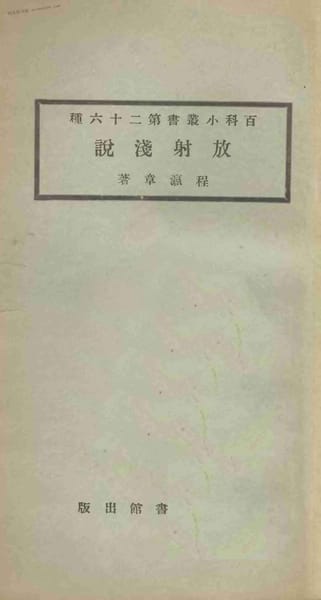 百科小叢書第二十六種
放射淺說
程瀛章著
書館出版